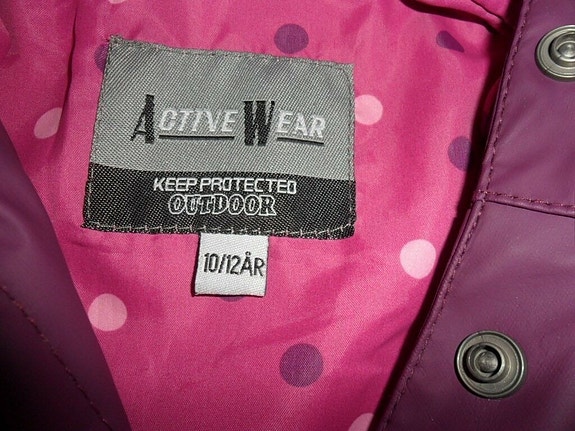 ACTIVE WEAR
KEEP PROTECTED
OUTDOOR
10/12ÅR